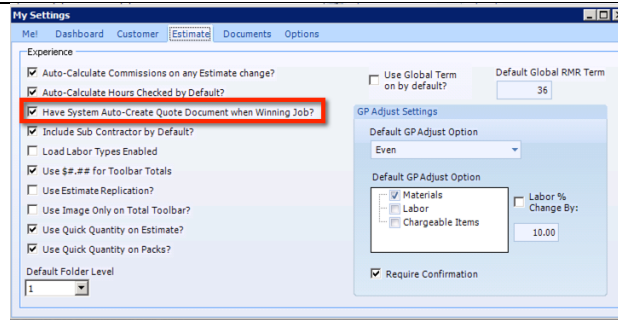 My Settings
Me! Dashboard Customer Estimate Documents Options
Experience
Auto-Calculate Commissions on any Estimate change?
Auto-Calculate Hours Checked by Default?
Have System Auto-Create Quote Document when Winning Job?
Include Sub Contractor by Default?
Load Labor Types Enabled
Use $#.## for Toolbar Totals
Use Estimate Replication?
Use Image Only on Total Toolbar?
Use Quick Quantity on Estimate?
Use Quick Quantity on Packs?
Default Folder Level
1
Use Global Term
on by default?
Default Global RMR Term
36
GP Adjust Settings
Default GP Adjust Option
Even
Default GP Adjust Option
Materials
Labor
Chargeable Items
Labor %
Change By:
10.00
Require Confirmation